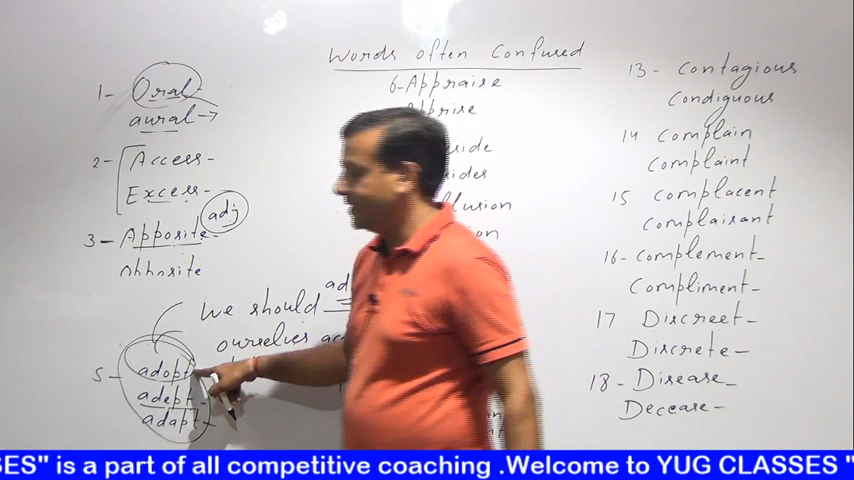 Words often Confused
1- Oral
aural →
2- Access
Excess
adj
3- Apposite
Opposite
We should
ourselves
5- adopt
adept
adapt
6- Appraise
Apprise
13- Contagious
Condiguous
14 Complain
Complaint
15 Complacent
Complaisant
16- Complement
Compliment
17 Discreet
Discrete
18- Disease
Decease
SES" is a part of all competitive coaching .Welcome to YUG CLASSES "